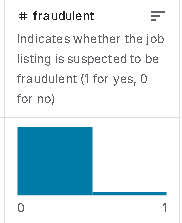 # fraudulent
Indicates whether the job
listing is suspected to be
fraudulent (1 for yes, 0
for no)
0 1